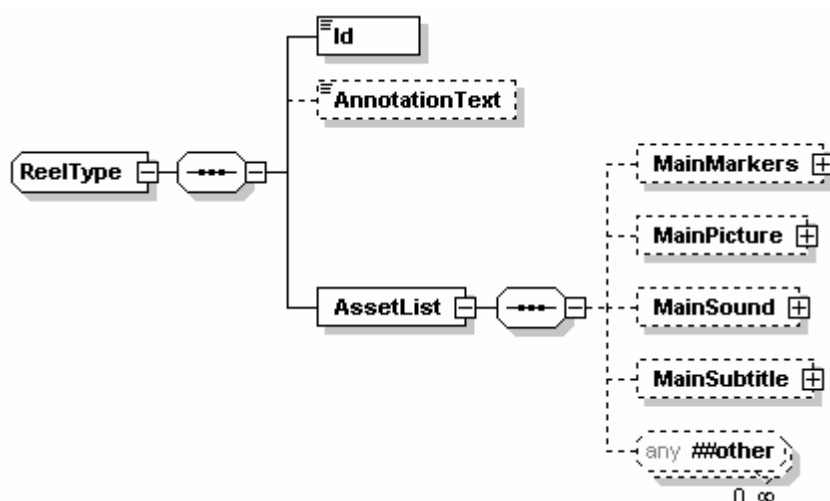 Id
AnnotationText
ReelType
MainMarkers
MainPicture
AssetList
MainSound
MainSubtitle
any ##other
0..∞